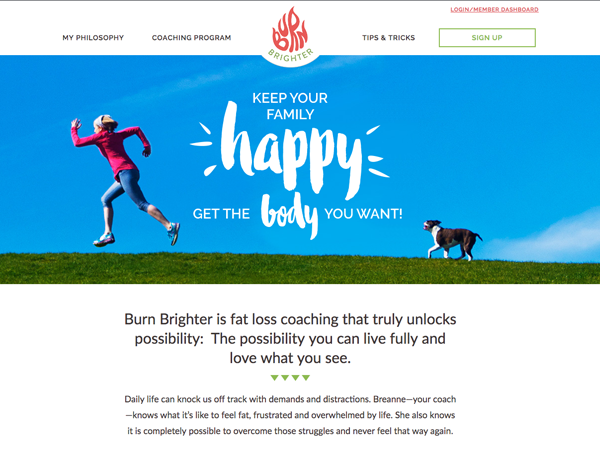 LOGIN/MEMBER DASHBOARD
MY PHILOSOPHY
COACHING PROGRAM
BURN
BRIGHTER
TIPS & TRICKS
SIGN UP
KEEP YOUR
FAMILY
happy
GET THE body YOU WANT!
Burn Brighter is fat loss coaching that truly unlocks
possibility: The possibility you can live fully and
love what you see.
Daily life can knock us off track with demands and distractions. Breanne—your coach
—knows what it's like to feel fat, frustrated and overwhelmed by life. She also knows
it is completely possible to overcome those struggles and never feel that way again.